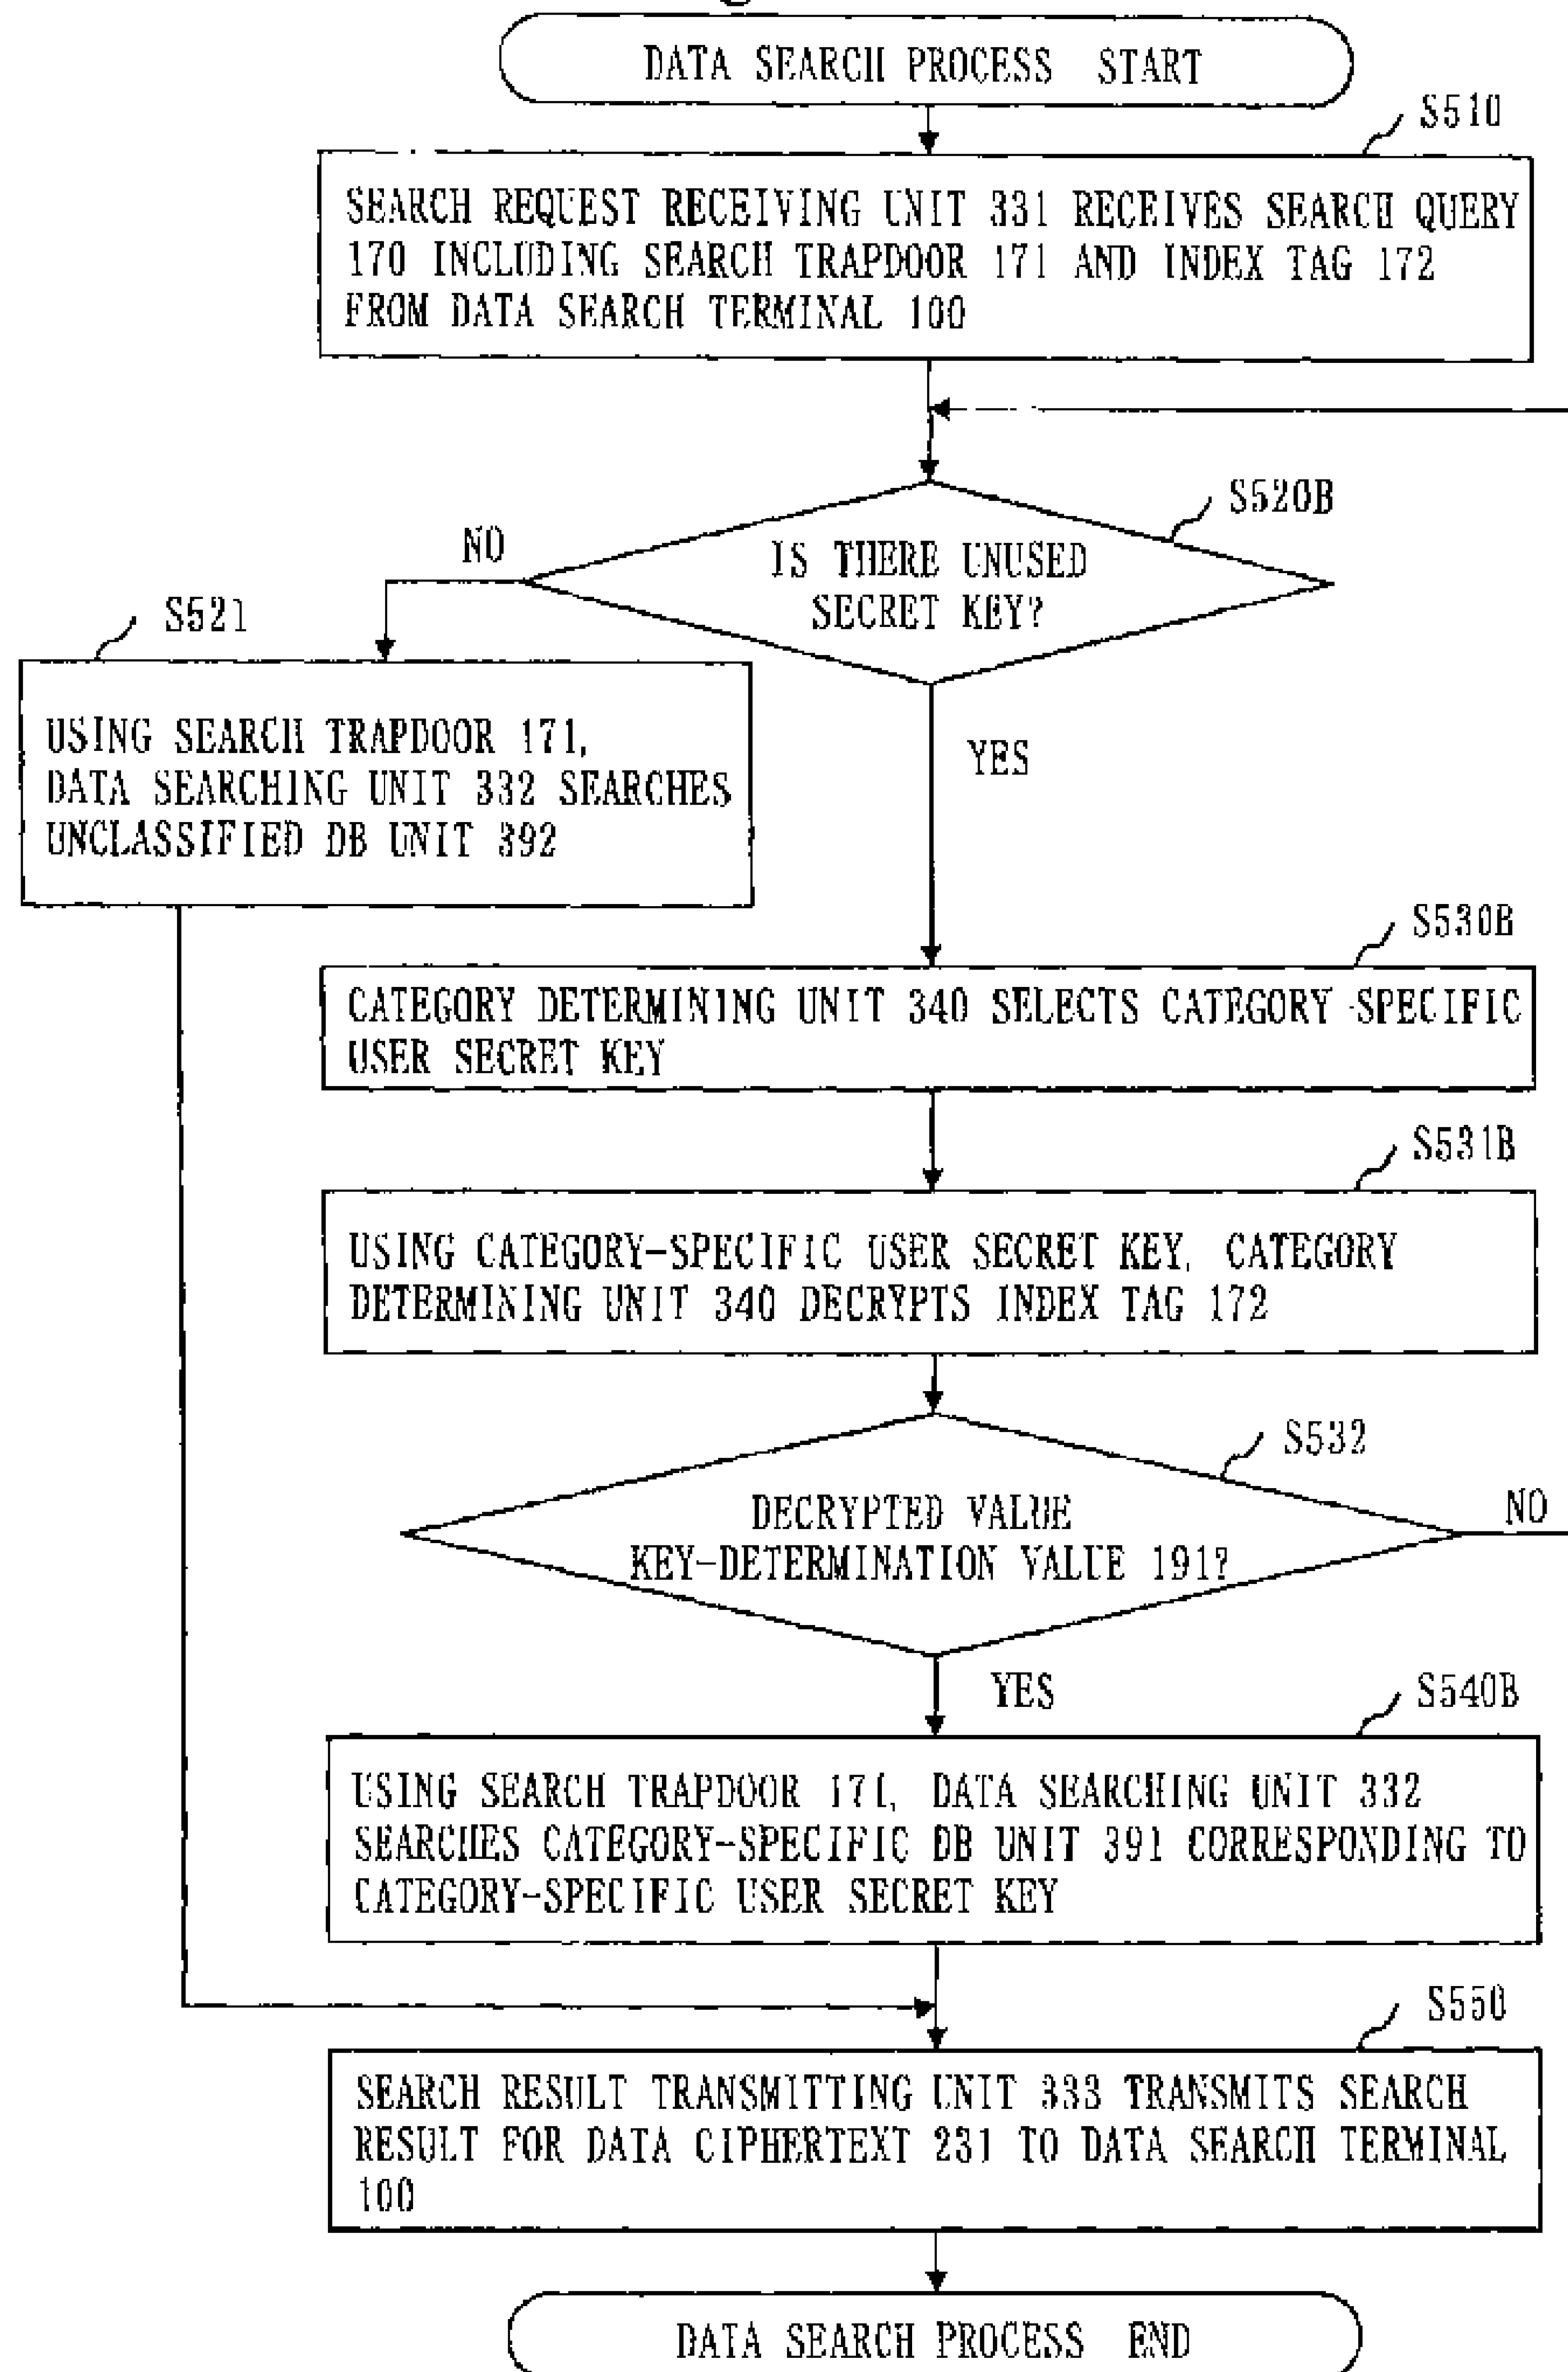 DATA SEARCH PROCESS START
S510
SEARCH REQUEST RECEIVING UNIT 331 RECEIVES SEARCH QUERY
170 INCLUDING SEARCH TRAPDOOR 171 AND INDEX TAG 172
FROM DATA SEARCH TERMINAL 100
S520B
NO
IS THERE UNUSED
SECRET KEY?
S521
USING SEARCH TRAPDOOR 171,
DATA SEARCHING UNIT 332 SEARCHES
UNCLASSIFIED DB UNIT 392
YES
S530B
CATEGORY DETERMINING UNIT 340 SELECTS CATEGORY-SPECIFIC
USER SECRET KEY
S531B
USING CATEGORY-SPECIFIC USER SECRET KEY, CATEGORY
DETERMINING UNIT 340 DECRYPTS INDEX TAG 172
S532
DECRYPTED VALUE
KEY-DETERMINATION VALUE 191?
NO
YES
S540B
USING SEARCH TRAPDOOR 171, DATA SEARCHING UNIT 332
SEARCHES CATEGORY-SPECIFIC DB UNIT 391 CORRESPONDING TO
CATEGORY-SPECIFIC USER SECRET KEY
S550
SEARCH RESULT TRANSMITTING UNIT 333 TRANSMITS SEARCH
RESULT FOR DATA CIPHERTEXT 231 TO DATA SEARCH TERMINAL
100
DATA SEARCH PROCESS END